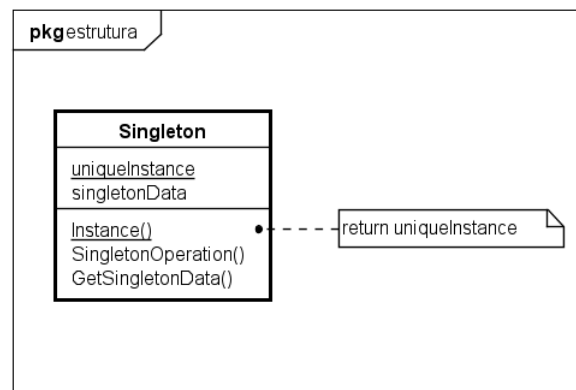 pkg estrutura
Singleton
uniqueInstance
singletonData
Instance()
return uniqueInstance
SingletonOperation()
GetSingletonData()